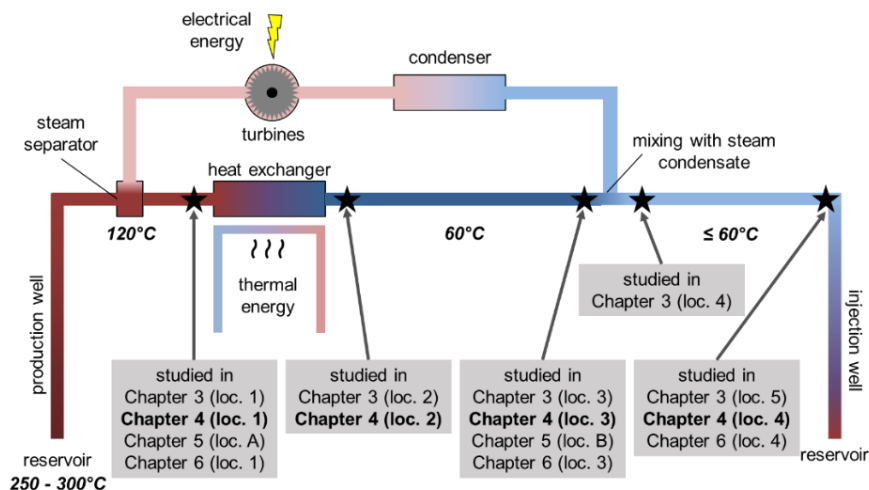 electrical
energy
condenser
steam
separator
turbines
mixing with steam
condensate
heat exchanger
120°C
60°C
≤ 60°C
thermal
energy
production well
injection well
studied in
Chapter 3 (loc. 4)
studied in
Chapter 3 (loc. 1)
Chapter 4 (loc. 1)
Chapter 5 (loc. A)
Chapter 6 (loc. 1)
studied in
Chapter 3 (loc. 2)
Chapter 4 (loc. 2)
studied in
Chapter 3 (loc. 3)
Chapter 4 (loc. 3)
Chapter 5 (loc. B)
Chapter 6 (loc. 3)
studied in
Chapter 3 (loc. 5)
Chapter 4 (loc. 4)
Chapter 6 (loc. 4)
reservoir
250 - 300°C
reservoir